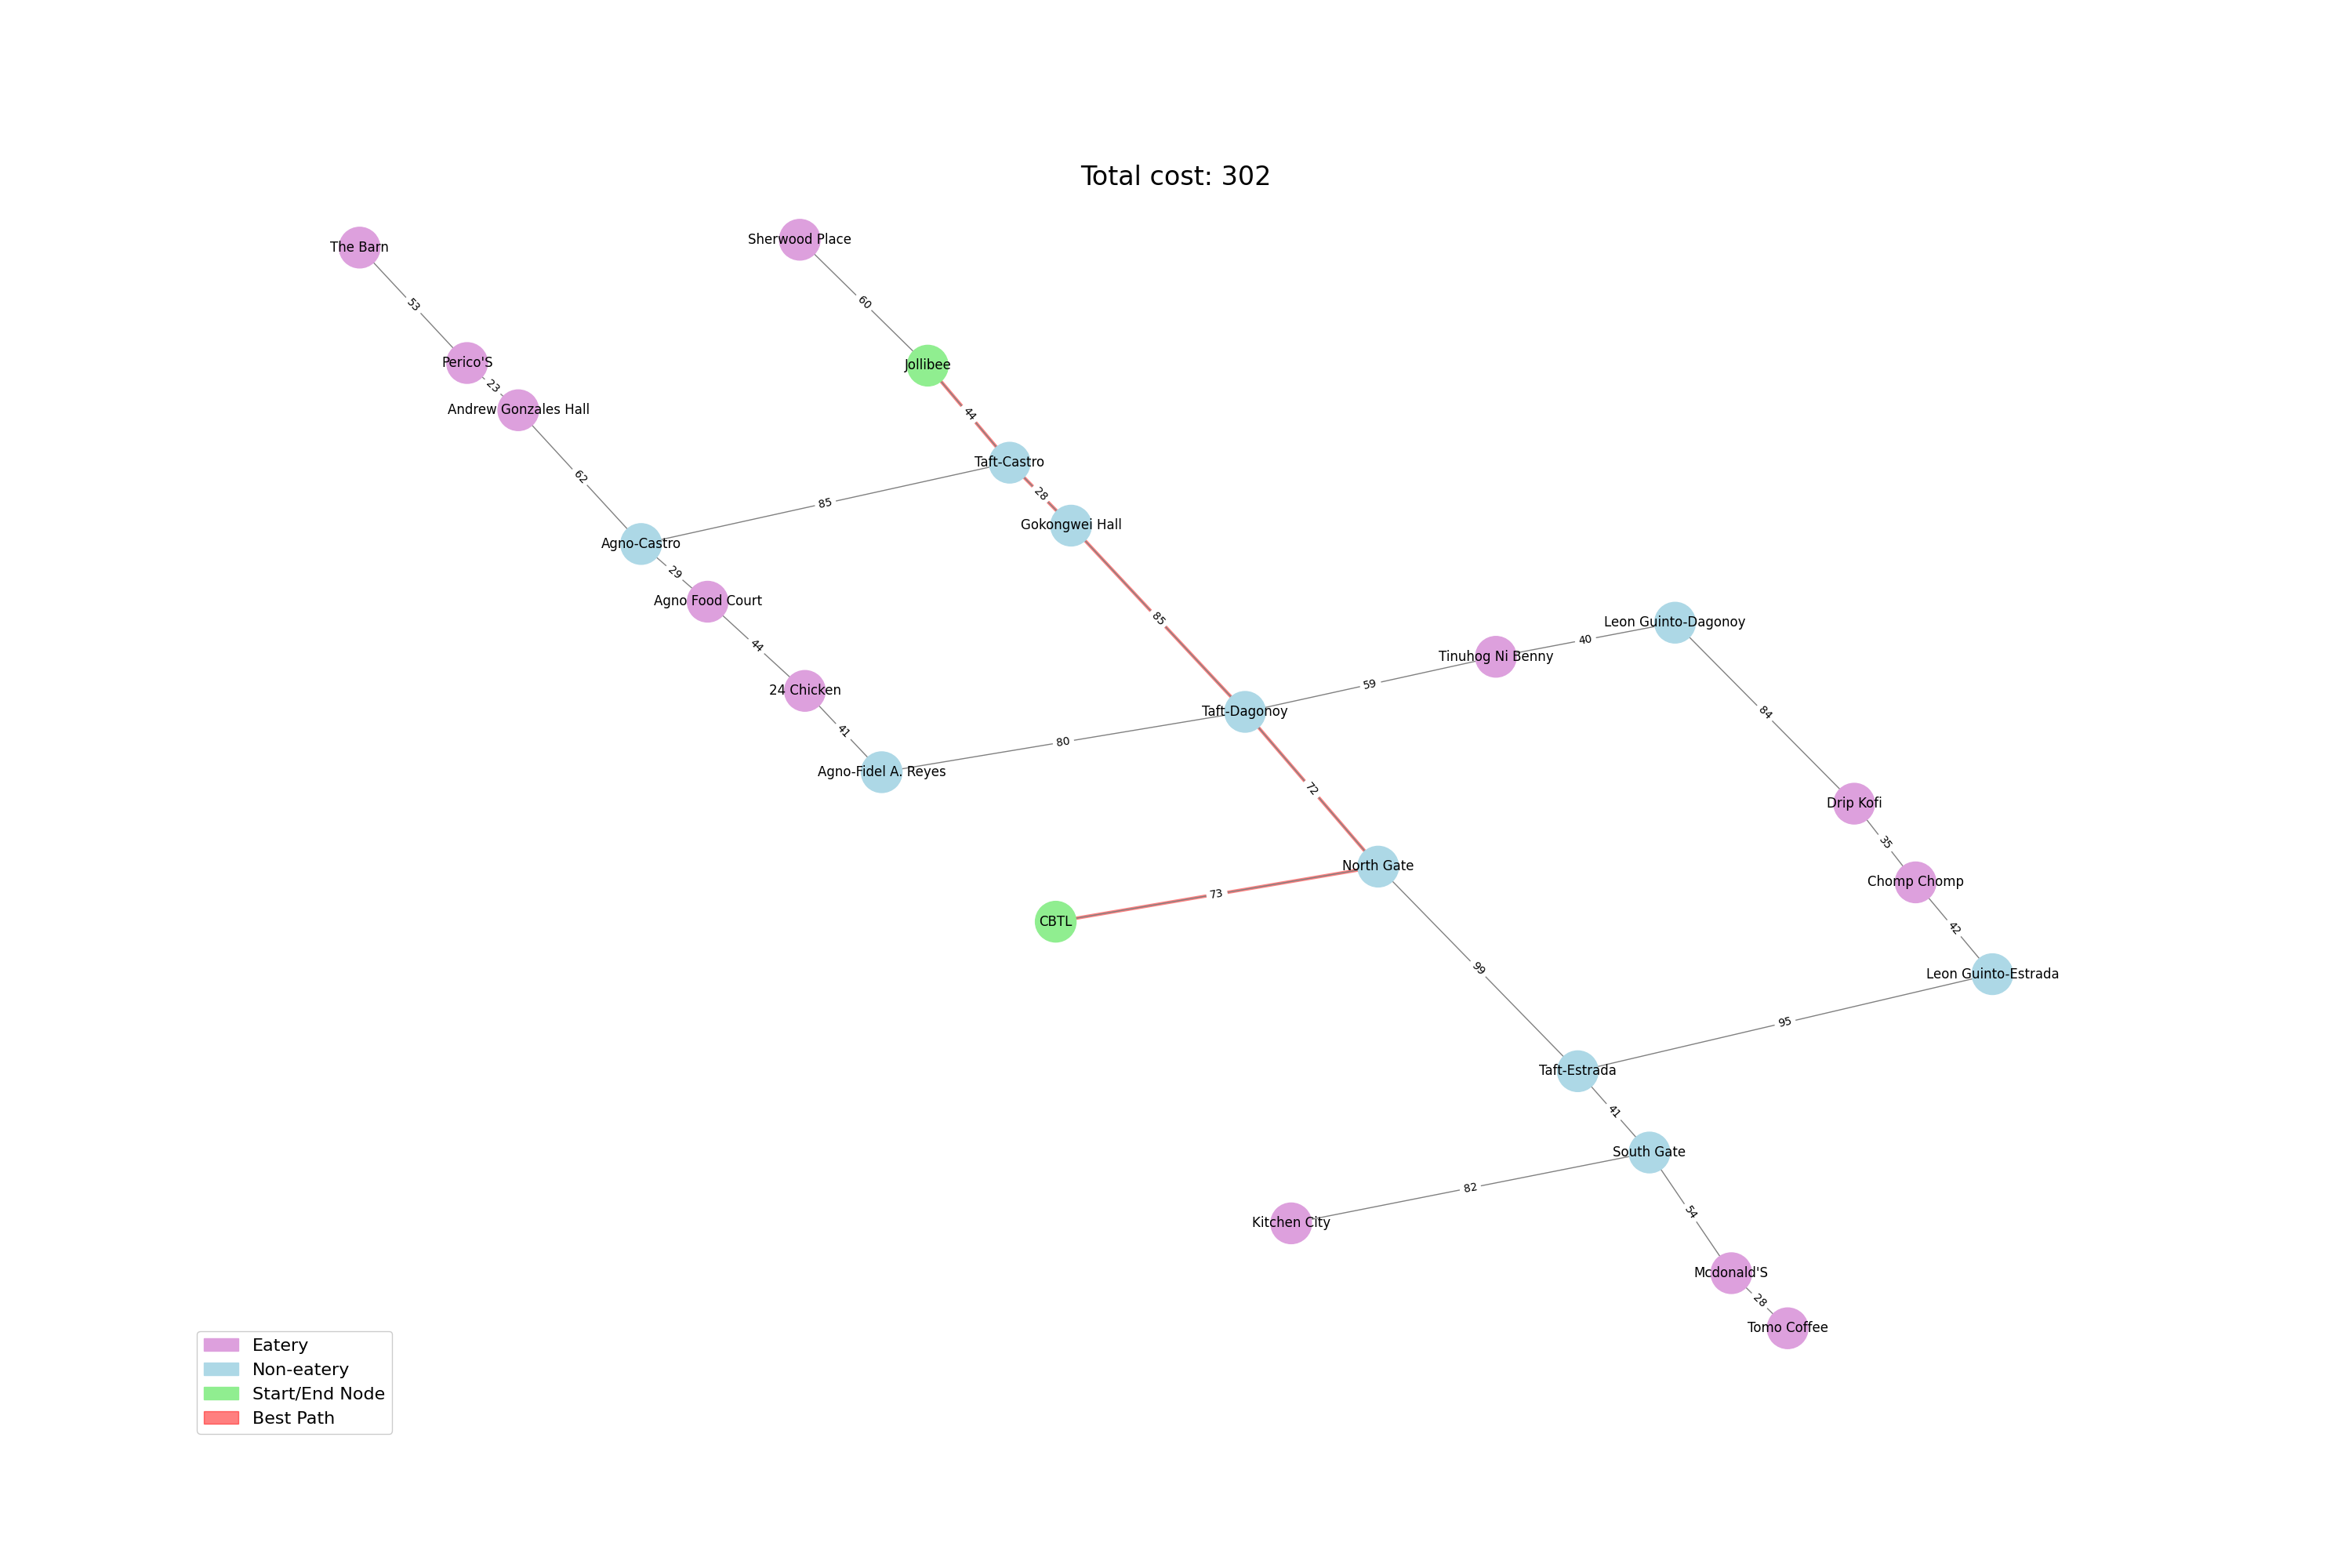 Total cost: 302
The Barn
Sherwood Place
53
60
Perico'S
Jollibee
23
Andrew Gonzales Hall
44
Taft-Castro
62
28
85
Gokongwei Hall
Agno-Castro
29
Agno Food Court
85
Leon Guinto-Dagonoy
40
44
Tinuhog Ni Benny
59
24 Chicken
Taft-Dagonoy
84
41
80
Agno-Fidel A. Reyes
72
Drip Kofi
35
North Gate
Chomp Chomp
73
CBTL
42
99
Leon Guinto-Estrada
95
Taft-Estrada
41
South Gate
82
54
Kitchen City
Mcdonald'S
28
Tomo Coffee
Eatery
Non-eatery
Start/End Node
Best Path